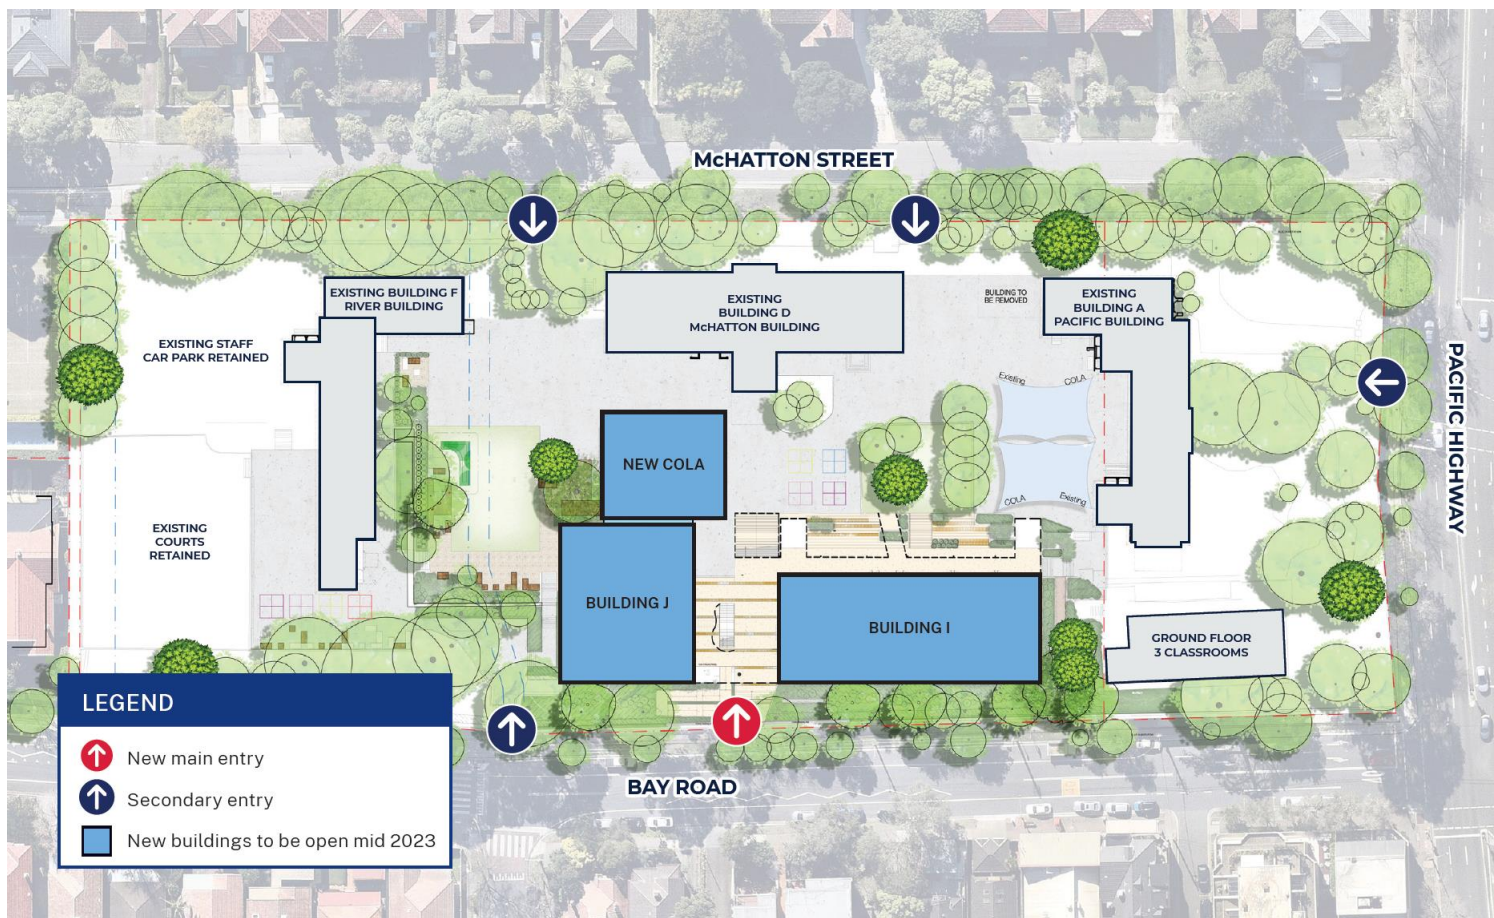 McHATTON STREET
EXISTING BUILDING F
RIVER BUILDING
EXISTING
BUILDING D
McHATTON BUILDING
BUILDING TO
BE REMOVED
EXISTING
BUILDING A
PACIFIC BUILDING
EXISTING STAFF
CAR PARK RETAINED
Existing
COLA
PACIFIC HIGHWAY
NEW COLA
COLA
Existing
EXISTING
COURTS
RETAINED
BUILDING J
BUILDING I
GROUND FLOOR
3 CLASSROOMS
BAY ROAD
LEGEND
New main entry
Secondary entry
New buildings to be open mid 2023